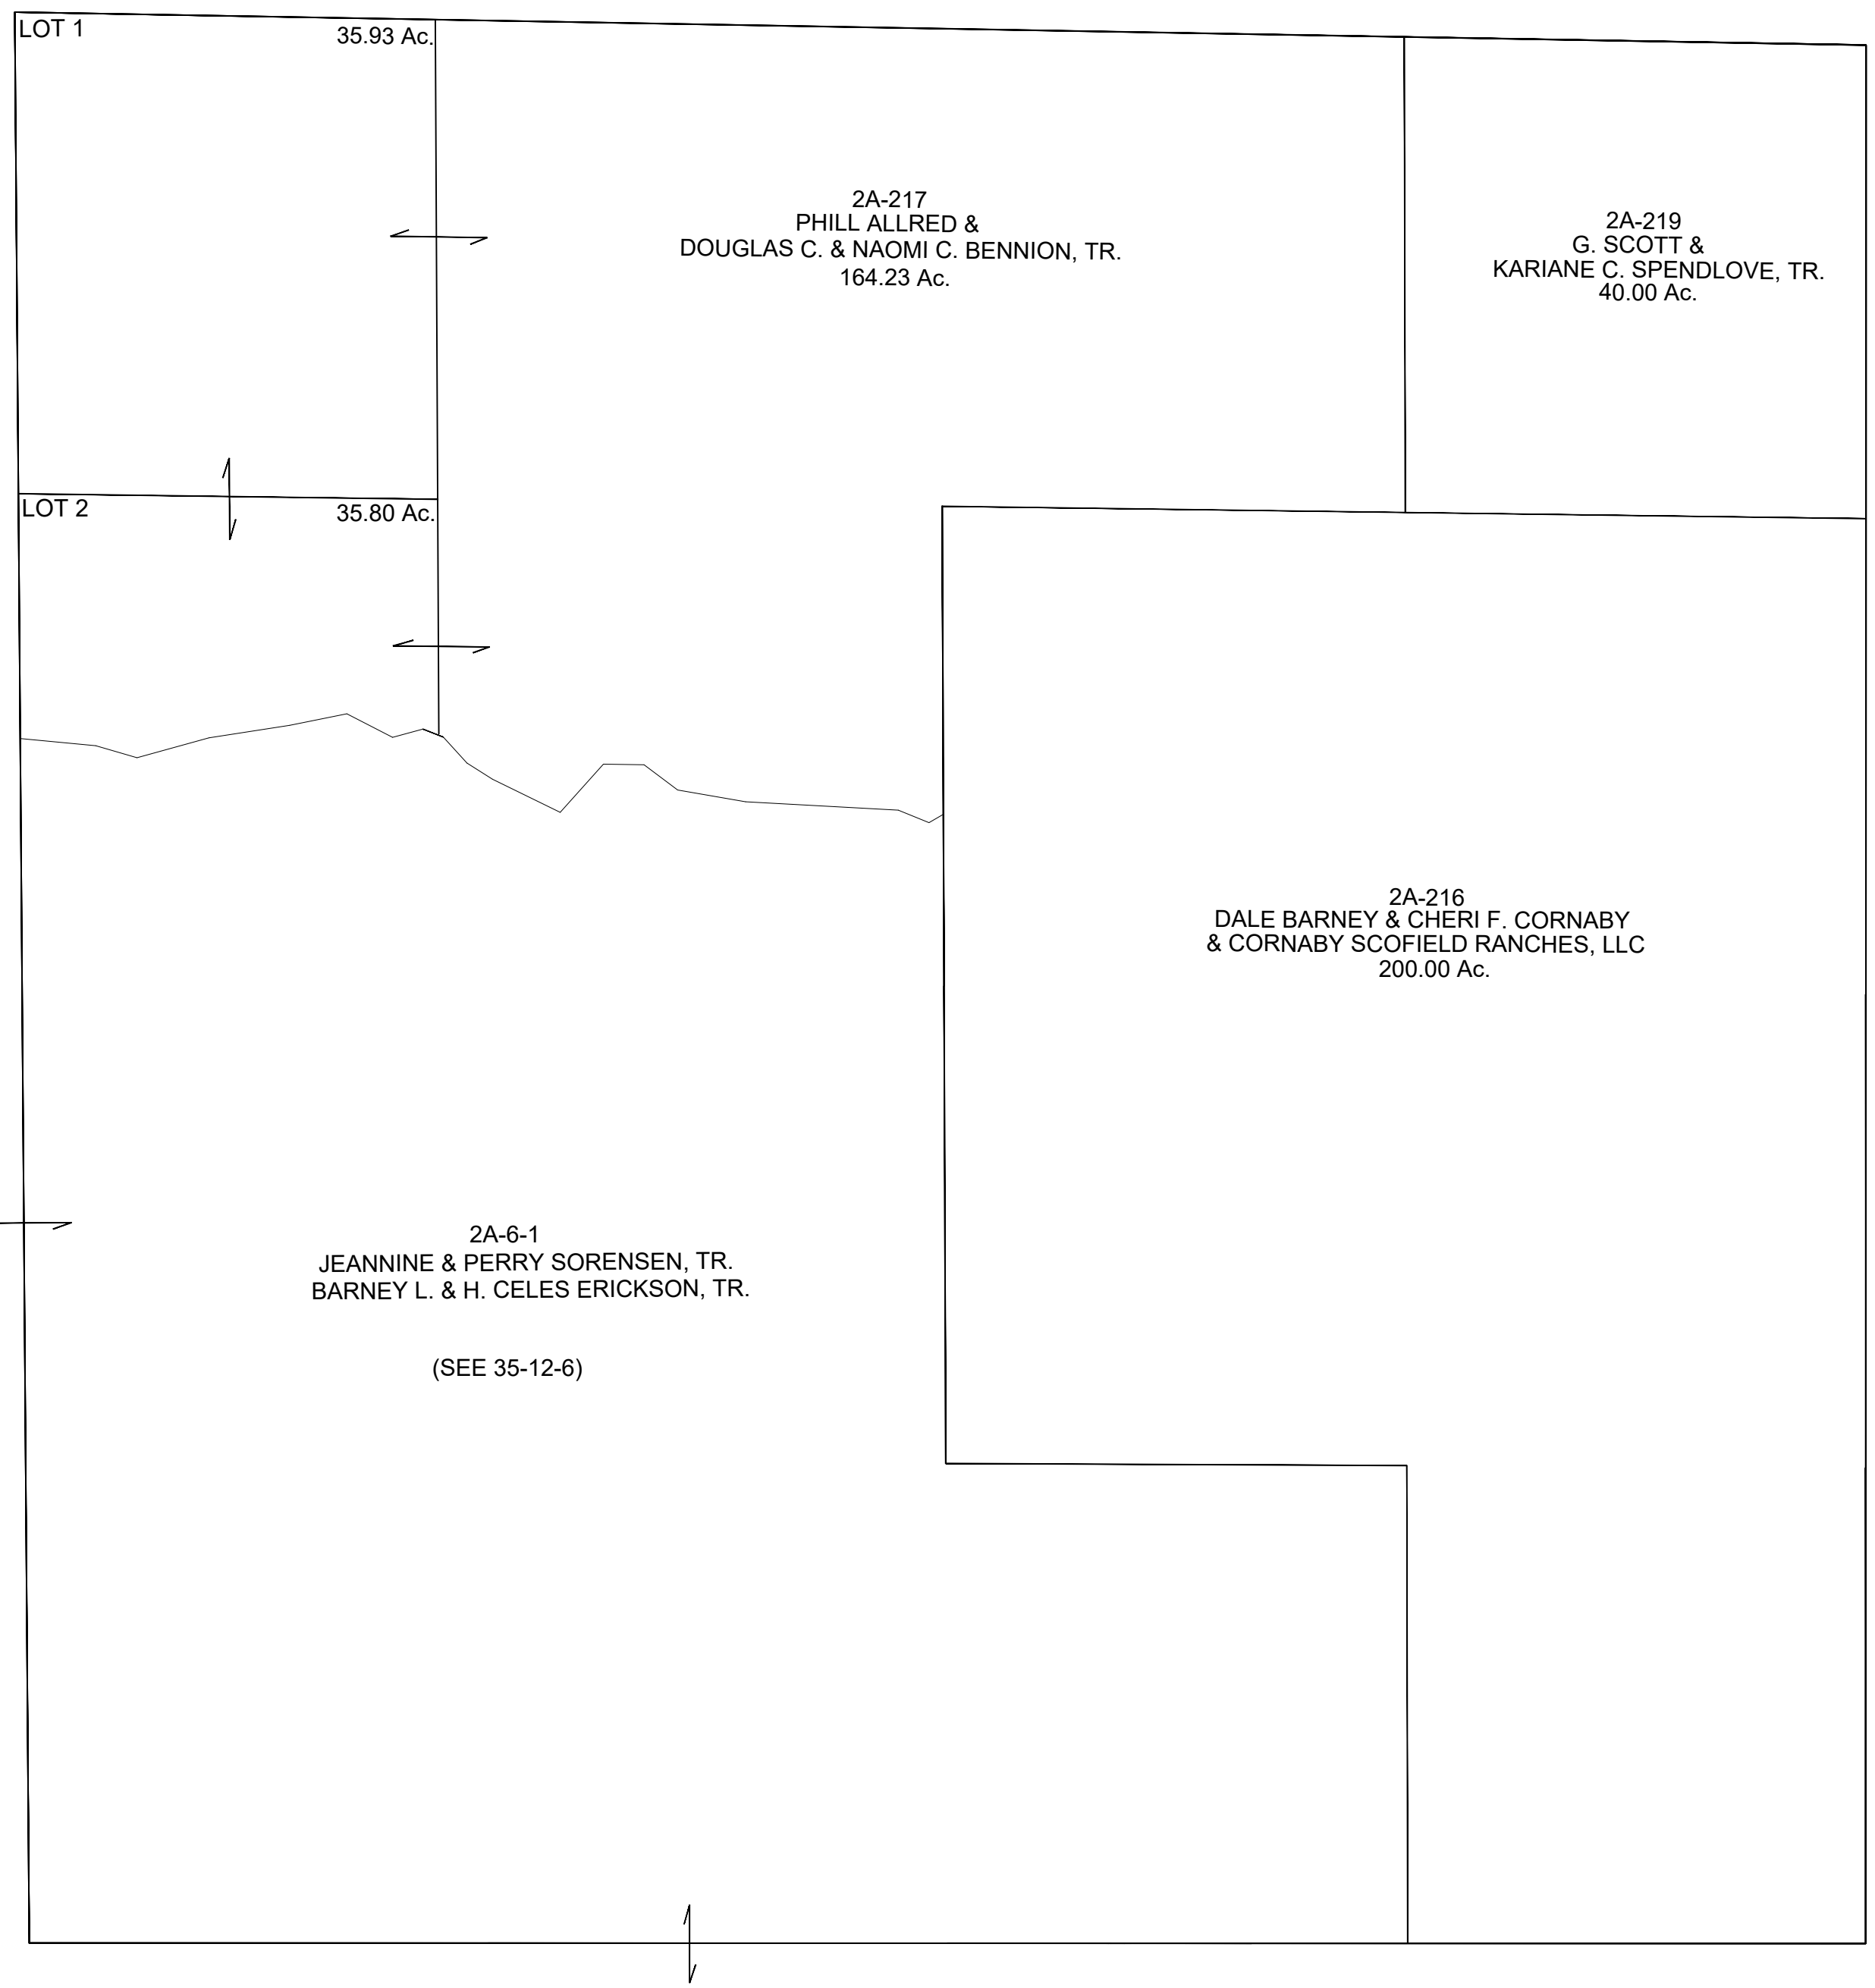 LOT 1
35.93 Ac.
2A-217
PHILL ALLRED &
DOUGLAS C. & NAOMI C. BENNION, TR.
164.23 Ac.
2A-219
G. SCOTT &
KARIANE C. SPENDLOVE, TR.
40.00 Ac.
LOT 2
35.80 Ac.
2A-216
DALE BARNEY & CHERI F. CORNABY
& CORNABY SCOFIELD RANCHES, LLC
200.00 Ac.
2A-6-1
JEANNINE & PERRY SORENSEN, TR.
BARNEY L. & H. CELES ERICKSON, TR.
(SEE 35-12-6)